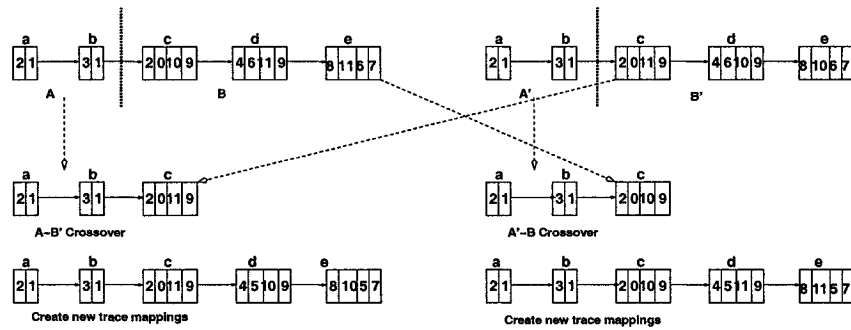 a b c d e a b c d e
2 1 3 1 2 0 10 9 4 6 11 9 8 11 6 7 2 1 3 1 2 0 11 9 4 6 10 9 8 10 6 7
A B A' B'
a b c a b c
2 1 3 1 2 0 11 9 2 1 3 1 2 0 10 9
A-B' Crossover A'-B Crossover
a b c d e a b c d e
2 1 3 1 2 0 11 9 4 5 10 9 8 10 5 7 2 1 3 1 2 0 10 9 4 5 11 9 8 11 5 7
Create new trace mappings Create new trace mappings